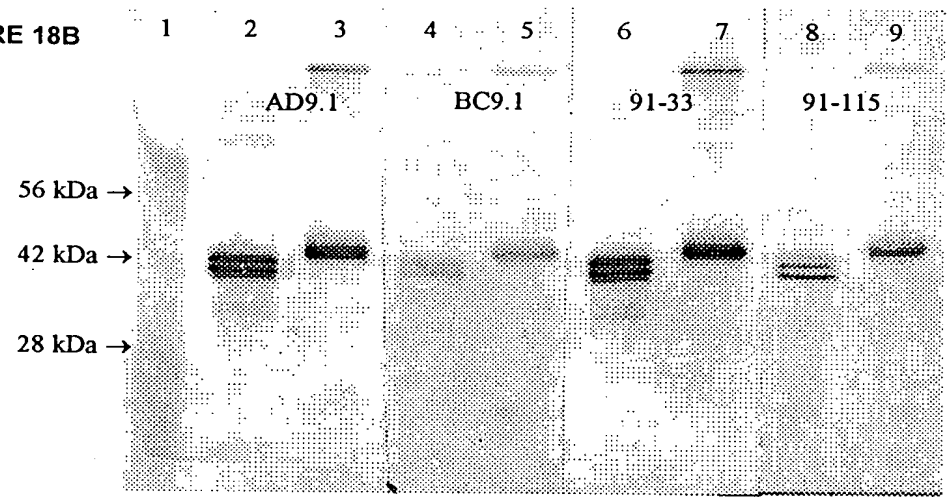 RE 18B
1 2 3 4 5 6 7 8 9
AD9.1 BC9.1 91-33 91-115
56 kDa →
42 kDa →
28 kDa →